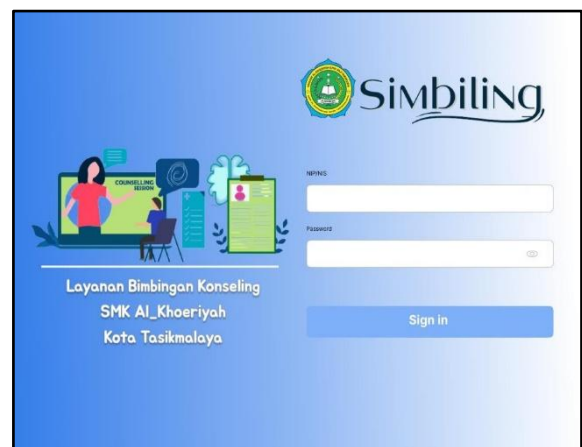 Simbiling
COUNSELLING
SESSION
NIP/NIS
Password
Layanan Bimbingan Konseling
SMK Al_Khoeriyah
Kota Tasikmalaya
Sign in